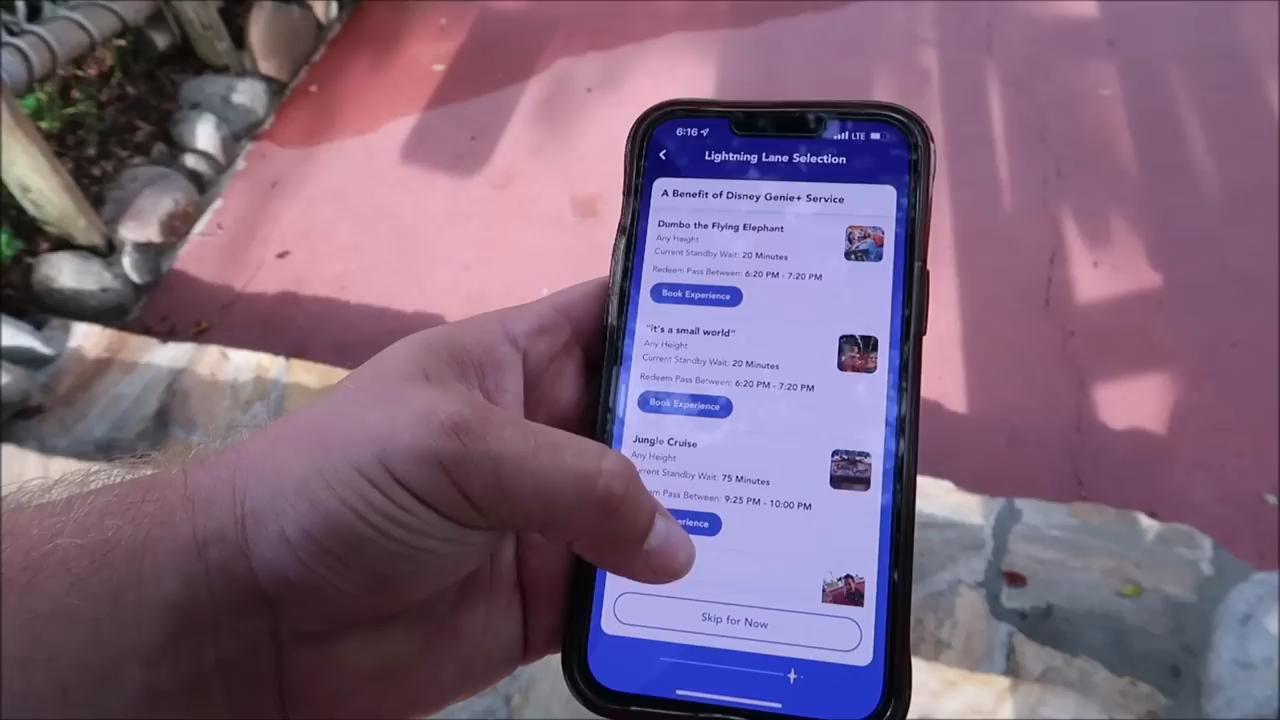 6:16
LTE
Lightning Lane Selection
A Benefit of Disney Genie+ Service
Dumbo the Flying Elephant
Any Height
Current Standby Wait: 20 Minutes
Redeem Pass Between: 6:20 PM - 7:20 PM
Book Experience
"it's a small world"
Any Height
Current Standby Wait: 20 Minutes
Redeem Pass Between: 6:20 PM - 7:20 PM
Book Experience
Jungle Cruise
Any Height
urrent Standby Wait: 75 Minutes
Pass Between: 9:25 PM - 10:00 PM
erience
Skip for Now